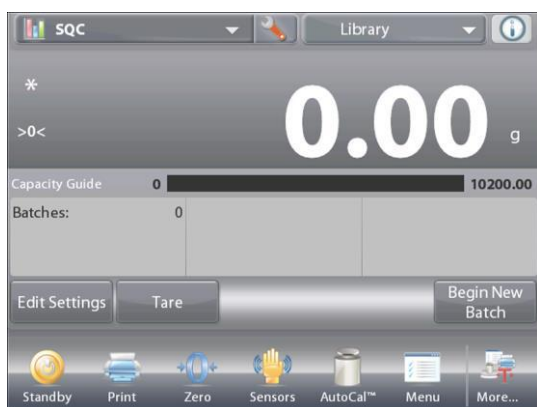 SQC Library
*
>0<
0.00 g
Capacity Guide 0 10200.00
Batches: 0
Edit Settings Tare Begin New
Batch
Standby Print Zero Sensors AutoCal™ Menu More...